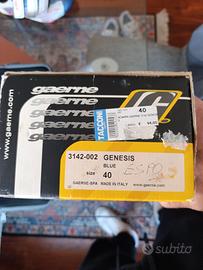 gaerne
gaerne
gaerne
gaerne
gaerne
www.gaerne.com
40
TACCONI
3142-002 GENESIS
BLUE
size 40
GAERNE-SPA MADE IN ITALY
www.gaerne.com
subito